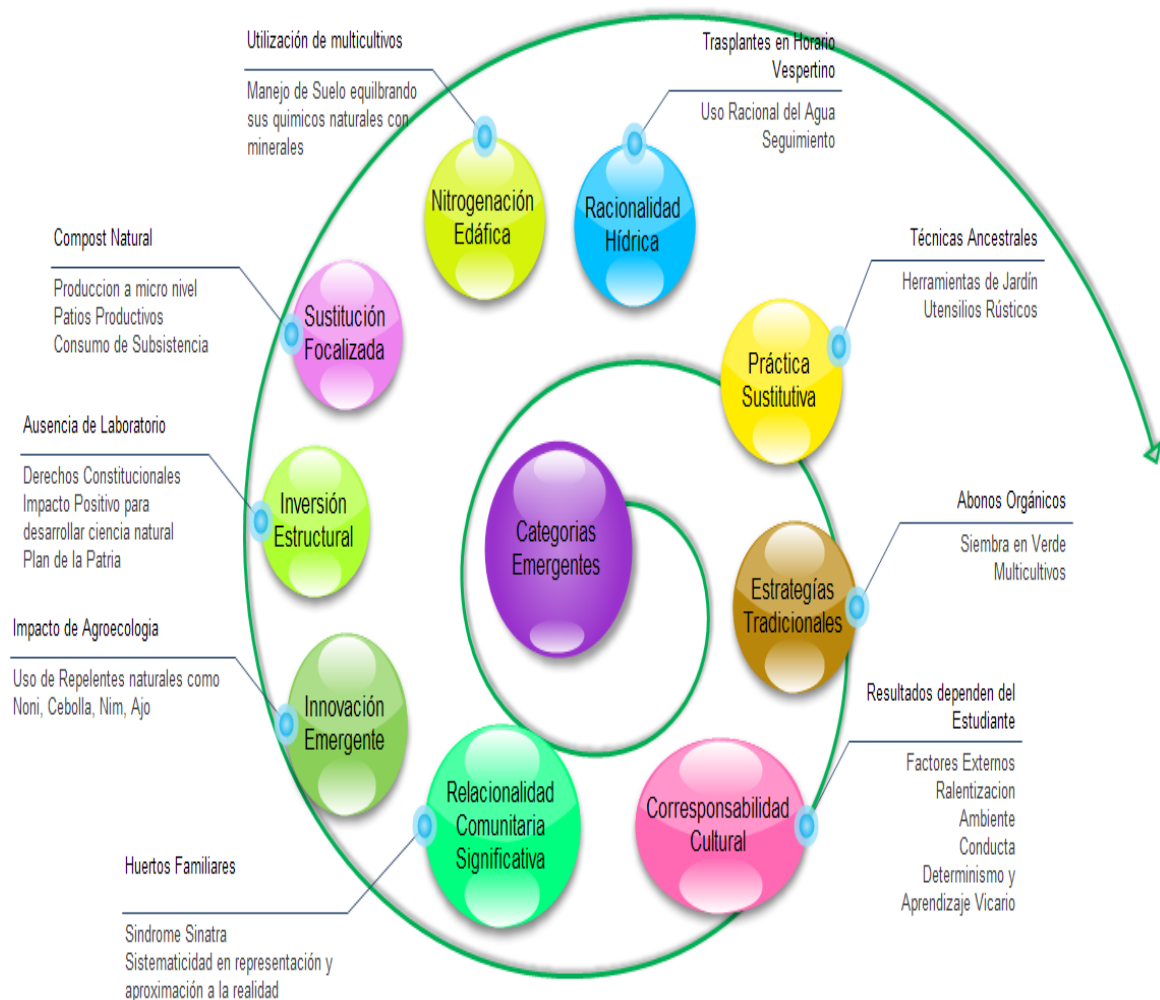 Utilización de multicultivos
Manejo de Suelo equilbrando
sus quimicos naturales con
minerales
Trasplantes en Horario
Vespertino
Uso Racional del Agua
Seguimiento
Nitrogenación
Edáfica
Racionalidad
Hídrica
Compost Natural
Produccion a micro nivel
Patios Productivos
Consumo de Subsistencia
Sustitución
Focalizada
Técnicas Ancestrales
Herramientas de Jardín
Utensilios Rústicos
Práctica
Sustitutiva
Ausencia de Laboratorio
Derechos Constitucionales
Impacto Positivo para
desarrollar ciencia natural
Plan de la Patria
Inversión
Estructural
Categorias
Emergentes
Abonos Orgánicos
Siembra en Verde
Multicultivos
Estrategías
Tradicionales
Impacto de Agroecologia
Uso de Repelentes naturales como
Noni, Cebolla, Nim, Ajo
Innovación
Emergente
Resultados dependen del
Estudiante
Factores Externos
Ralentizacion
Ambiente
Conducta
Determinismo y
Aprendizaje Vicario
Relacionalidad
Comunitaria
Significativa
Corresponsabilidad
Cultural
Huertos Familiares
Sindrome Sinatra
Sistematicidad en representación y
aproximación a la realidad